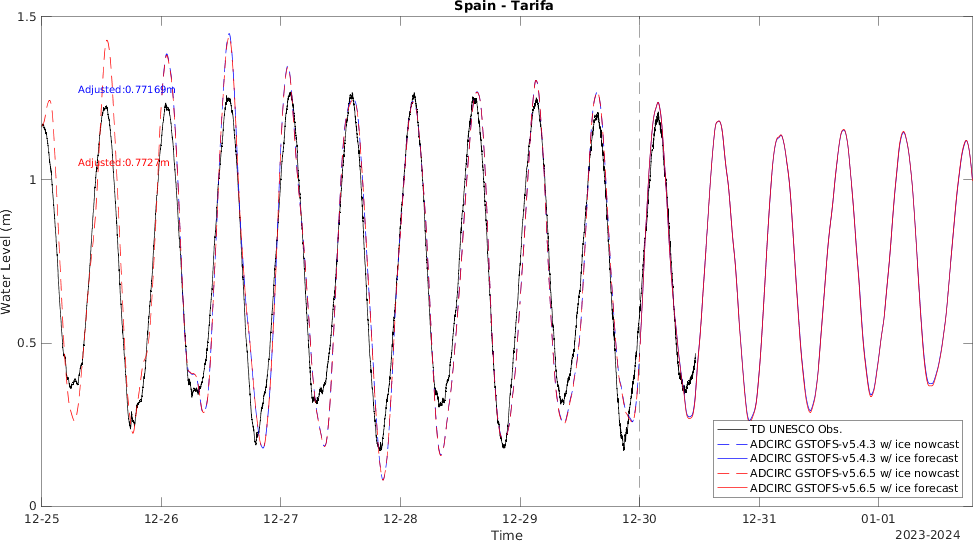 Spain - Tarifa
1.5
Adjusted:0.77169m
Adjusted:0.7727m
1
Water Level (m)
0.5
TD UNESCO Obs.
ADCIRC GSTOFS-v5.4.3 w/ ice nowcast
ADCIRC GSTOFS-v5.4.3 w/ ice forecast
ADCIRC GSTOFS-v5.6.5 w/ ice nowcast
ADCIRC GSTOFS-v5.6.5 w/ ice forecast
0
12-25 12-26 12-27 12-28 12-29 12-30 12-31 01-01
Time
2023-2024